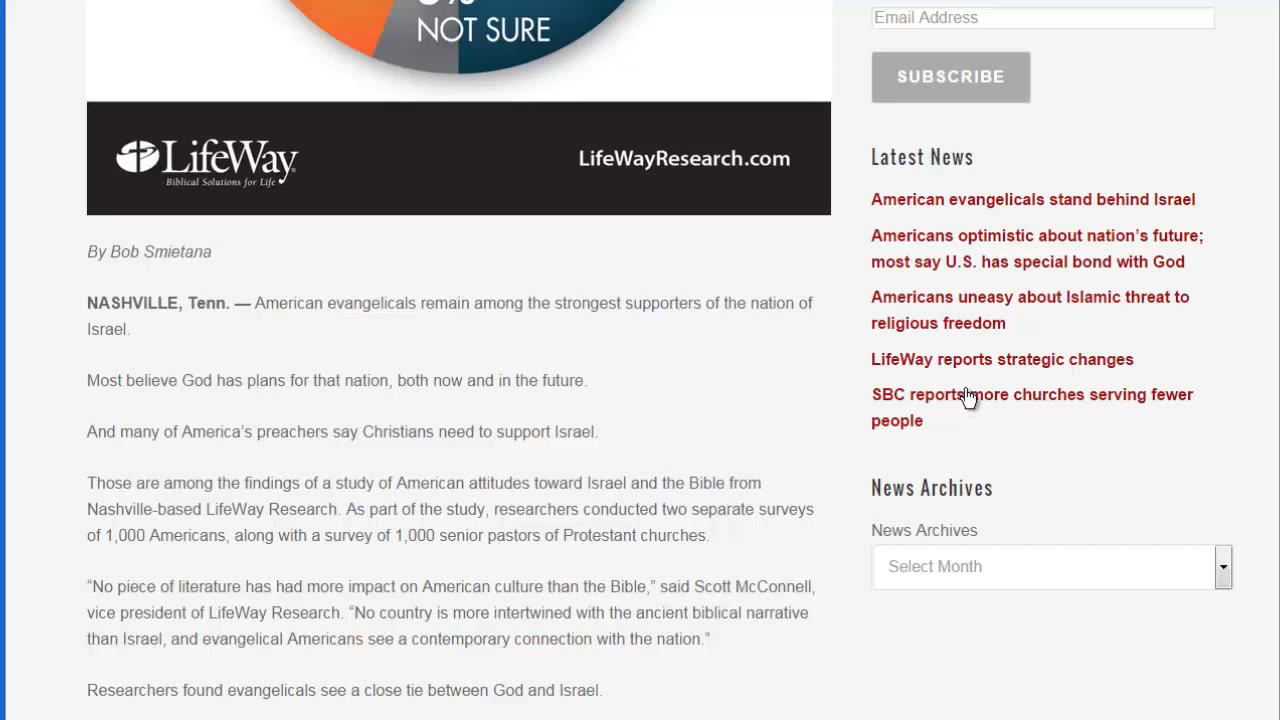 NOT SURE
LifeWay
Biblical Solutions for Life
LifeWayResearch.com
By Bob Smietana
NASHVILLE, Tenn. — American evangelicals remain among the strongest supporters of the nation of
Israel.
Most believe God has plans for that nation, both now and in the future.
And many of America’s preachers say Christians need to support Israel.
Those are among the findings of a study of American attitudes toward Israel and the Bible from
Nashville-based LifeWay Research. As part of the study, researchers conducted two separate surveys
of 1,000 Americans, along with a survey of 1,000 senior pastors of Protestant churches.
“No piece of literature has had more impact on American culture than the Bible,” said Scott McConnell,
vice president of LifeWay Research. “No country is more intertwined with the ancient biblical narrative
than Israel, and evangelical Americans see a contemporary connection with the nation.”
Researchers found evangelicals see a close tie between God and Israel.
Email Address
SUBSCRIBE
Latest News
American evangelicals stand behind Israel
Americans optimistic about nation’s future;
most say U.S. has special bond with God
Americans uneasy about Islamic threat to
religious freedom
LifeWay reports strategic changes
SBC reports more churches serving fewer
people
News Archives
News Archives
Select Month